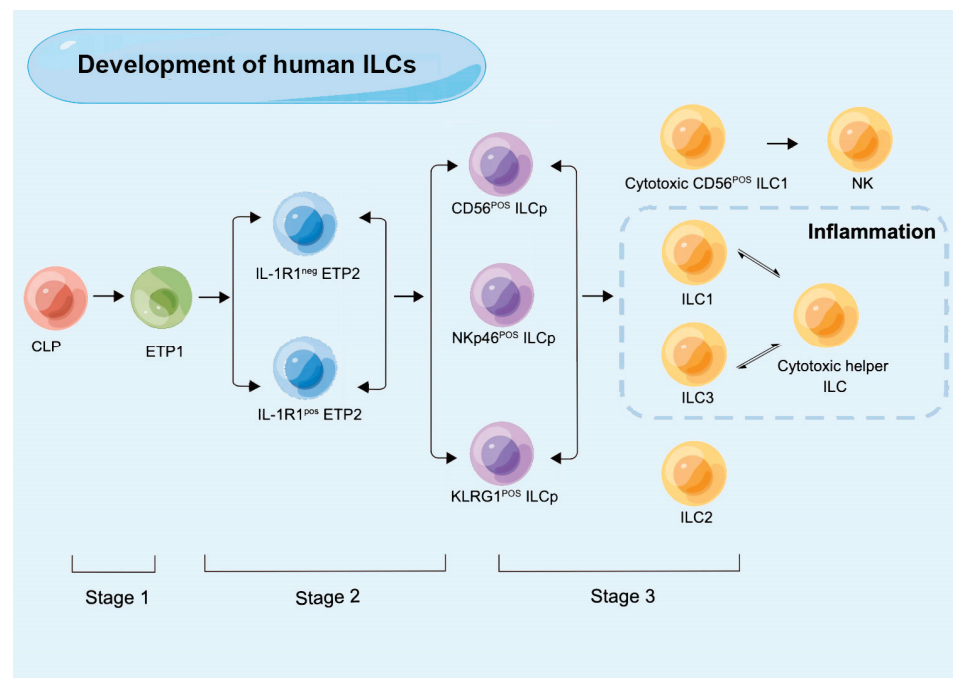 Development of human ILCs
Cytotoxic CD56POS ILC1
NK
CD56POS ILCp
Inflammation
IL-1R1neg ETP2
ILC1
CLP
ETP1
NKp46POS ILCp
Cytotoxic helper
ILC
ILC3
IL-1R1pos ETP2
KLRG1POS ILCp
ILC2
Stage 1
Stage 2
Stage 3